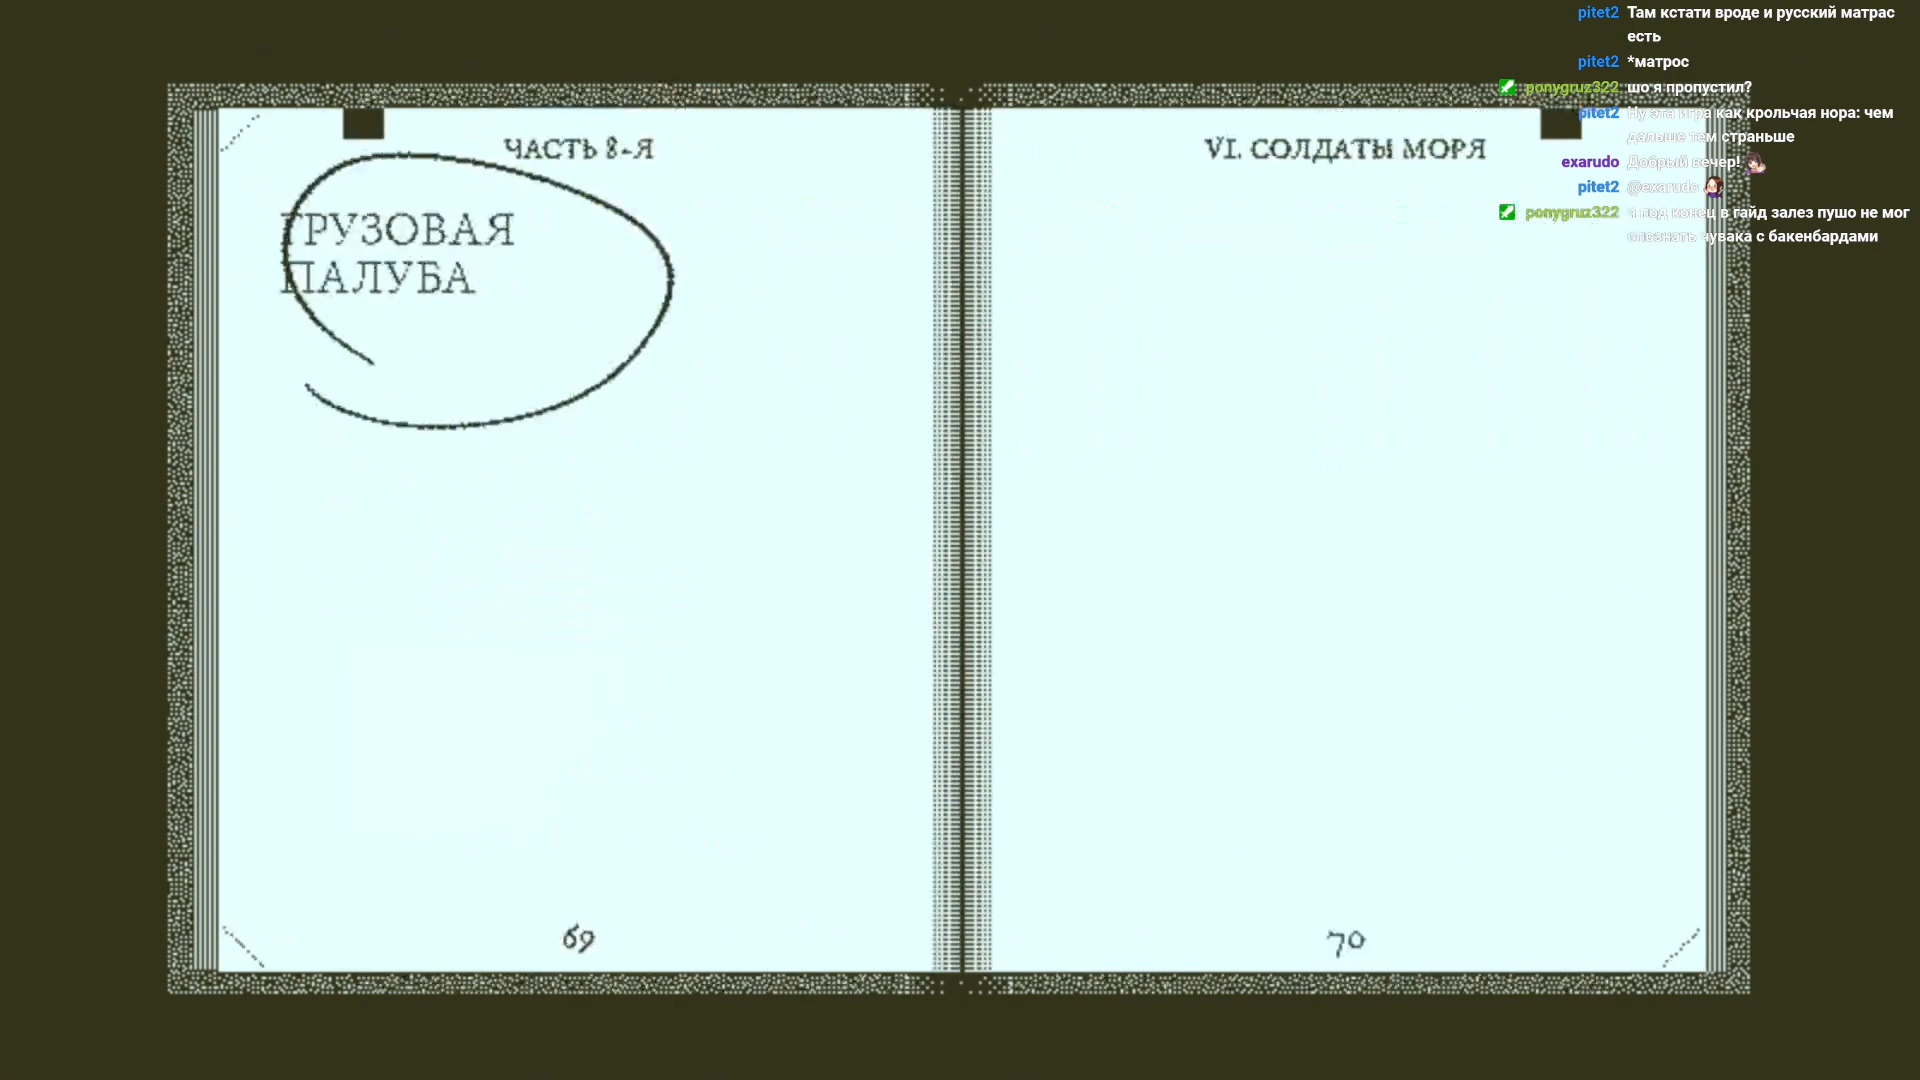 ЧАСТЬ 8-Я
ГРУЗОВАЯ
ПАЛУБА
69
VI. СОЛДАТЫ МОРЯ
70
pitet2 Там кстати вроде и русский матрас
есть
pitet2 *матрос
ponygruz322 шо я пропустил?
pitet2 Ну эта игра как крольчая нора: чем
дальше тем страньше
exarudo Добрый вечер!
pitet2 @exarudo
ponygruz322 я под конец в гайд залез пушо не мог
опознать чувака с бакенбардами